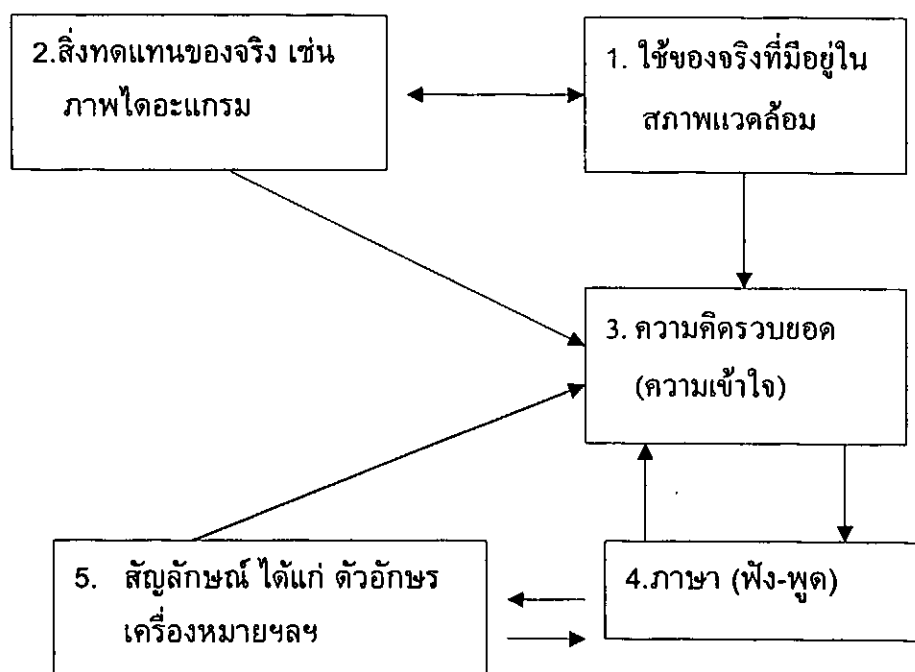 2.สิ่งทดแทนของจริง เช่น
ภาพไดอะแกรม
1. ใช้ของจริงที่มีอยู่ใน
สภาพแวดล้อม
3. ความคิดรวบยอด
(ความเข้าใจ)
5. สัญลักษณ์ ได้แก่ ตัวอักษร
เครื่องหมายฯลฯ
4.ภาษา (ฟัง-พูด)